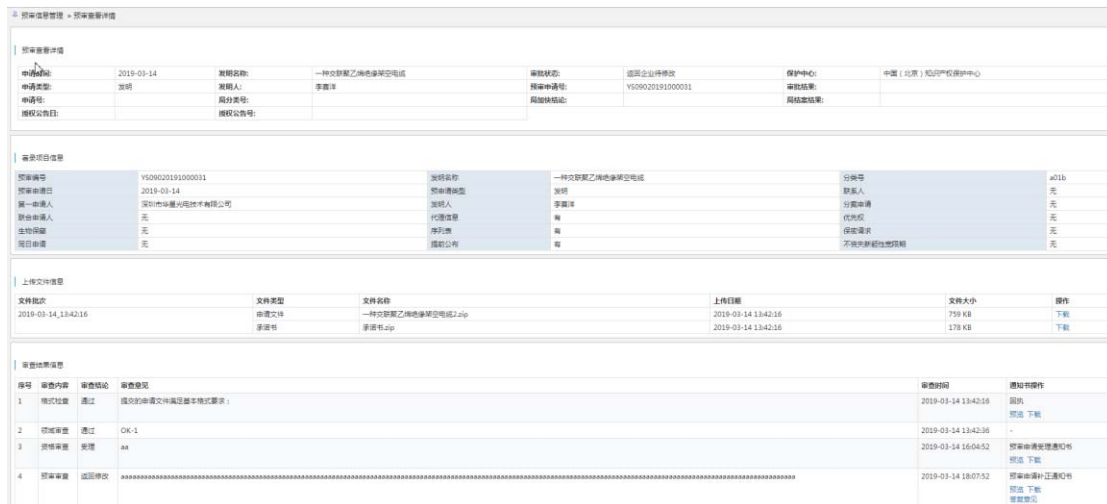 预审信息管理 » 预审查看详情
预审查看详情
申请时间: 2019-03-14 发明名称: 一种交联聚乙烯绝缘架空电缆 审批状态: 返回企业待修改 保护中心: 中国（北京）知识产权保护中心
申请类型: 发明 发明人: 李喜洋 预审申请号: YS09020191000031 审批结果:
申请号: 局分类号: 局加快结论: 局结案结果:
授权公告日: 授权公告号:
著录项目信息
预审编号 YS09020191000031 发明名称 一种交联聚乙烯绝缘架空电缆 分类号 a01b
预审申请日 2019-03-14 预申请类型 发明 联系人 无
第一申请人 深圳市华星光电技术有限公司 发明人 李喜洋 分案申请 无
联合申请人 无 代理信息 有 优先权 无
生物保藏 无 序列表 有 保密请求 无
同日申请 无 提前公布 有 不丧失新颖性宽限期 无
上传文件信息
文件批次 文件类型 文件名称 上传日期 文件大小 操作
2019-03-14_13:42:16 申请文件 一种交联聚乙烯绝缘架空电缆2.zip 2019-03-14 13:42:16 759 KB 下载
承诺书 承诺书.zip 2019-03-14 13:42:16 178 KB 下载
审查结果信息
序号 审查内容 审查结论 审查意见 审查时间 通知书操作
1 格式检查 通过 提交的申请文件满足基本格式要求； 2019-03-14 13:42:16 回执
预览 下载
2 领域审查 通过 OK-1 2019-03-14 13:42:36 -
3 资格审查 受理 aa 2019-03-14 16:04:52 预审申请受理通知书
预览 下载
4 预审审查 返回修改 2019-03-14 18:07:52 预审申请补正通知书
预览 下载
答复意见